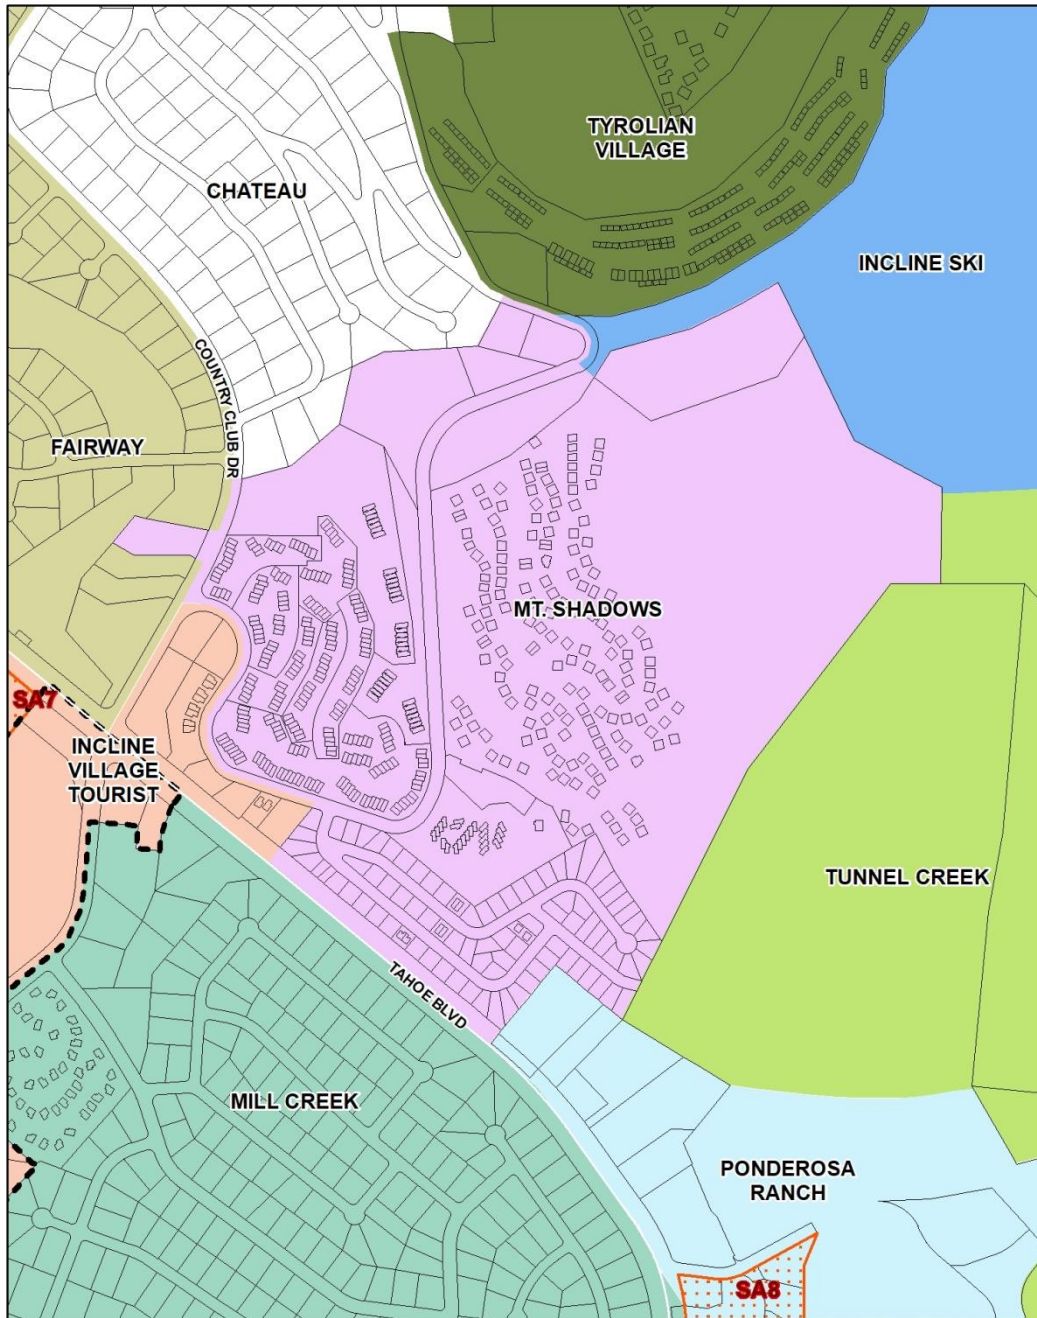 TYROLIAN
VILLAGE
CHATEAU
INCLINE SKI
COUNTRY CLUB DR
FAIRWAY
MT. SHADOWS
SA7
INCLINE
VILLAGE
TOURIST
TUNNEL CREEK
TAHOE BLVD
MILL CREEK
PONDEROSA
RANCH
SA8